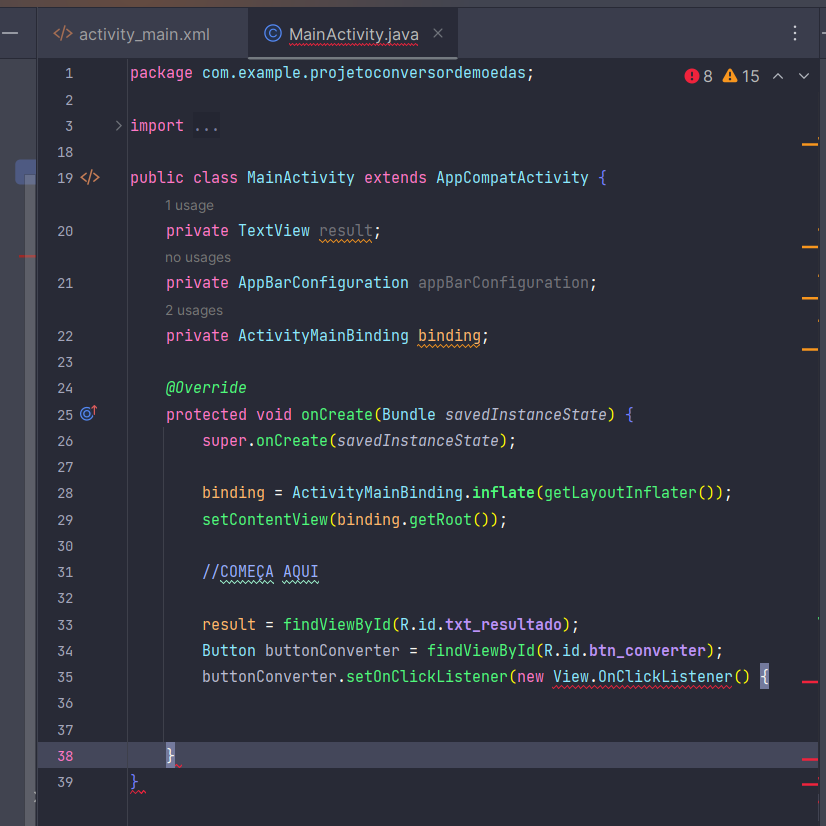 activity_main.xml MainActivity.java
8 15
1 package com.example.projetoconversordemoedas;
2
3 import ...
18
19 public class MainActivity extends AppCompatActivity {
1 usage
20 private TextView result;
no usages
21 private AppBarConfiguration appBarConfiguration;
2 usages
22 private ActivityMainBinding binding;
23
24 @Override
25 protected void onCreate(Bundle savedInstanceState) {
26 super.onCreate(savedInstanceState);
27
28 binding = ActivityMainBinding.inflate(getLayoutInflater());
29 setContentView(binding.getRoot());
30
31 //COMEÇA AQUI
32
33 result = findViewById(R.id.txt_resultado);
34 Button buttonConverter = findViewById(R.id.btn_converter);
35 buttonConverter.setOnClickListener(new View.OnClickListener() {
36
37
38 }
39 }